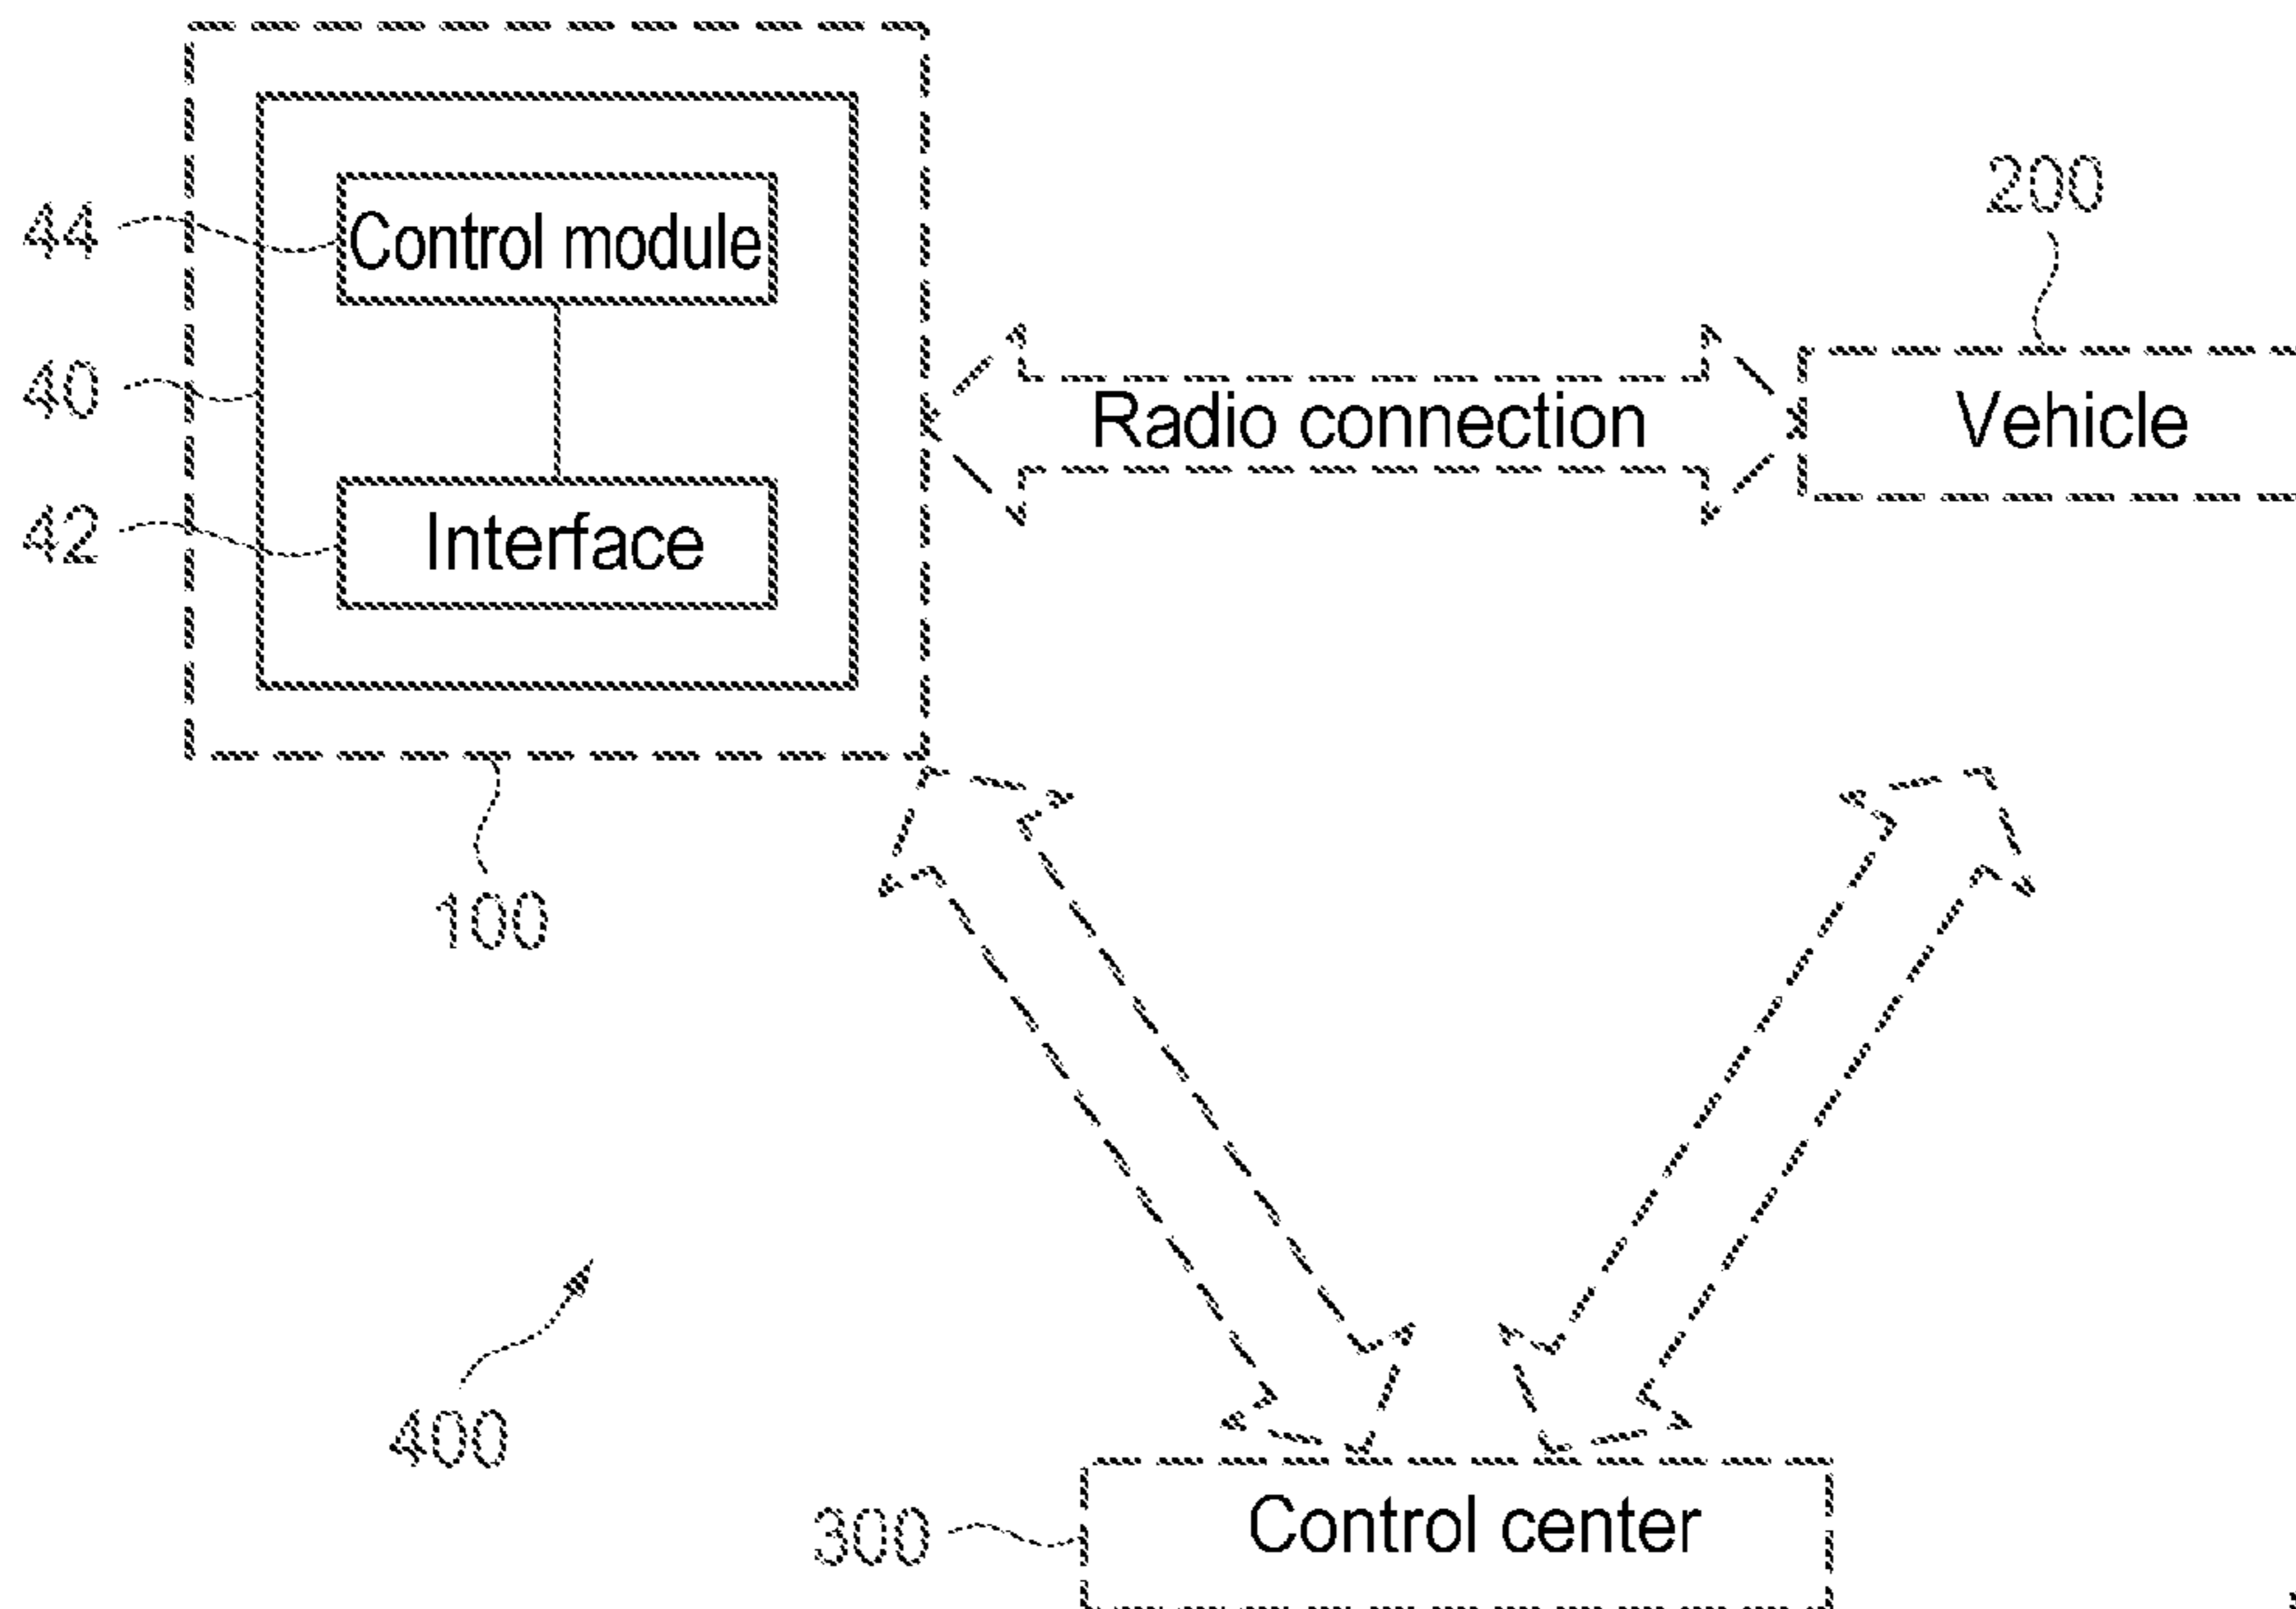 200
44
Control module
40
Radio connection
Vehicle
42
Interface
100
400
300
Control center